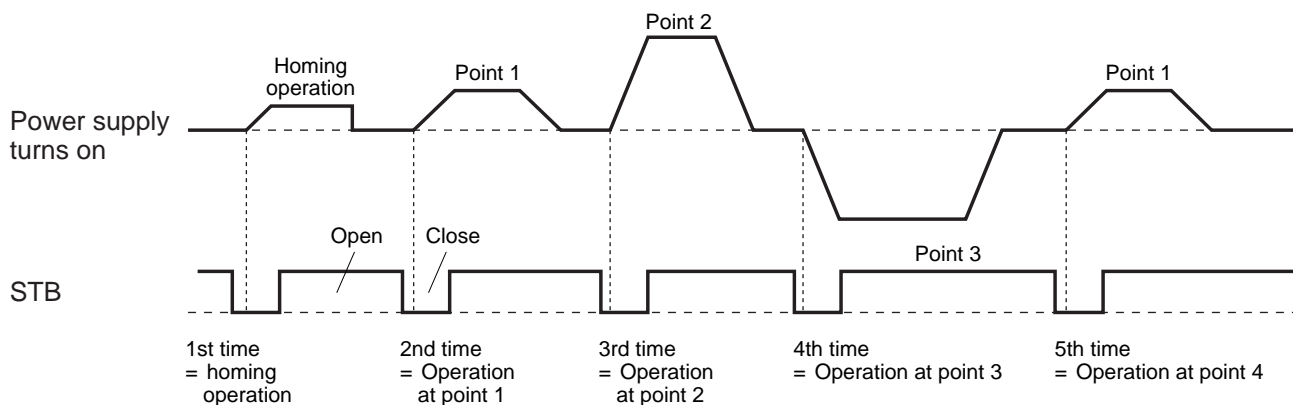 Point 2
Homing
operation
Point 1
Point 1
Power supply
turns on
Open
Close
Point 3
STB
1st time
= homing
operation
2nd time
= Operation
at point 1
3rd time
= Operation
at point 2
4th time
= Operation at point 3
5th time
= Operation at point 4